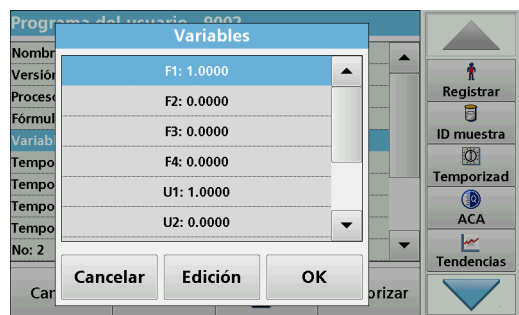 Programa del usuario - 9002
Variables
Nombr
Versión
Proceso
Fórmul
Variabl
Tempo
Tempo
Tempo
Tempo
No: 2
F1: 1.0000
F2: 0.0000
F3: 0.0000
F4: 0.0000
U1: 1.0000
U2: 0.0000
Cancelar
Edición
OK
Car
orizar
Registrar
ID muestra
Temporizad
ACA
Tendencias